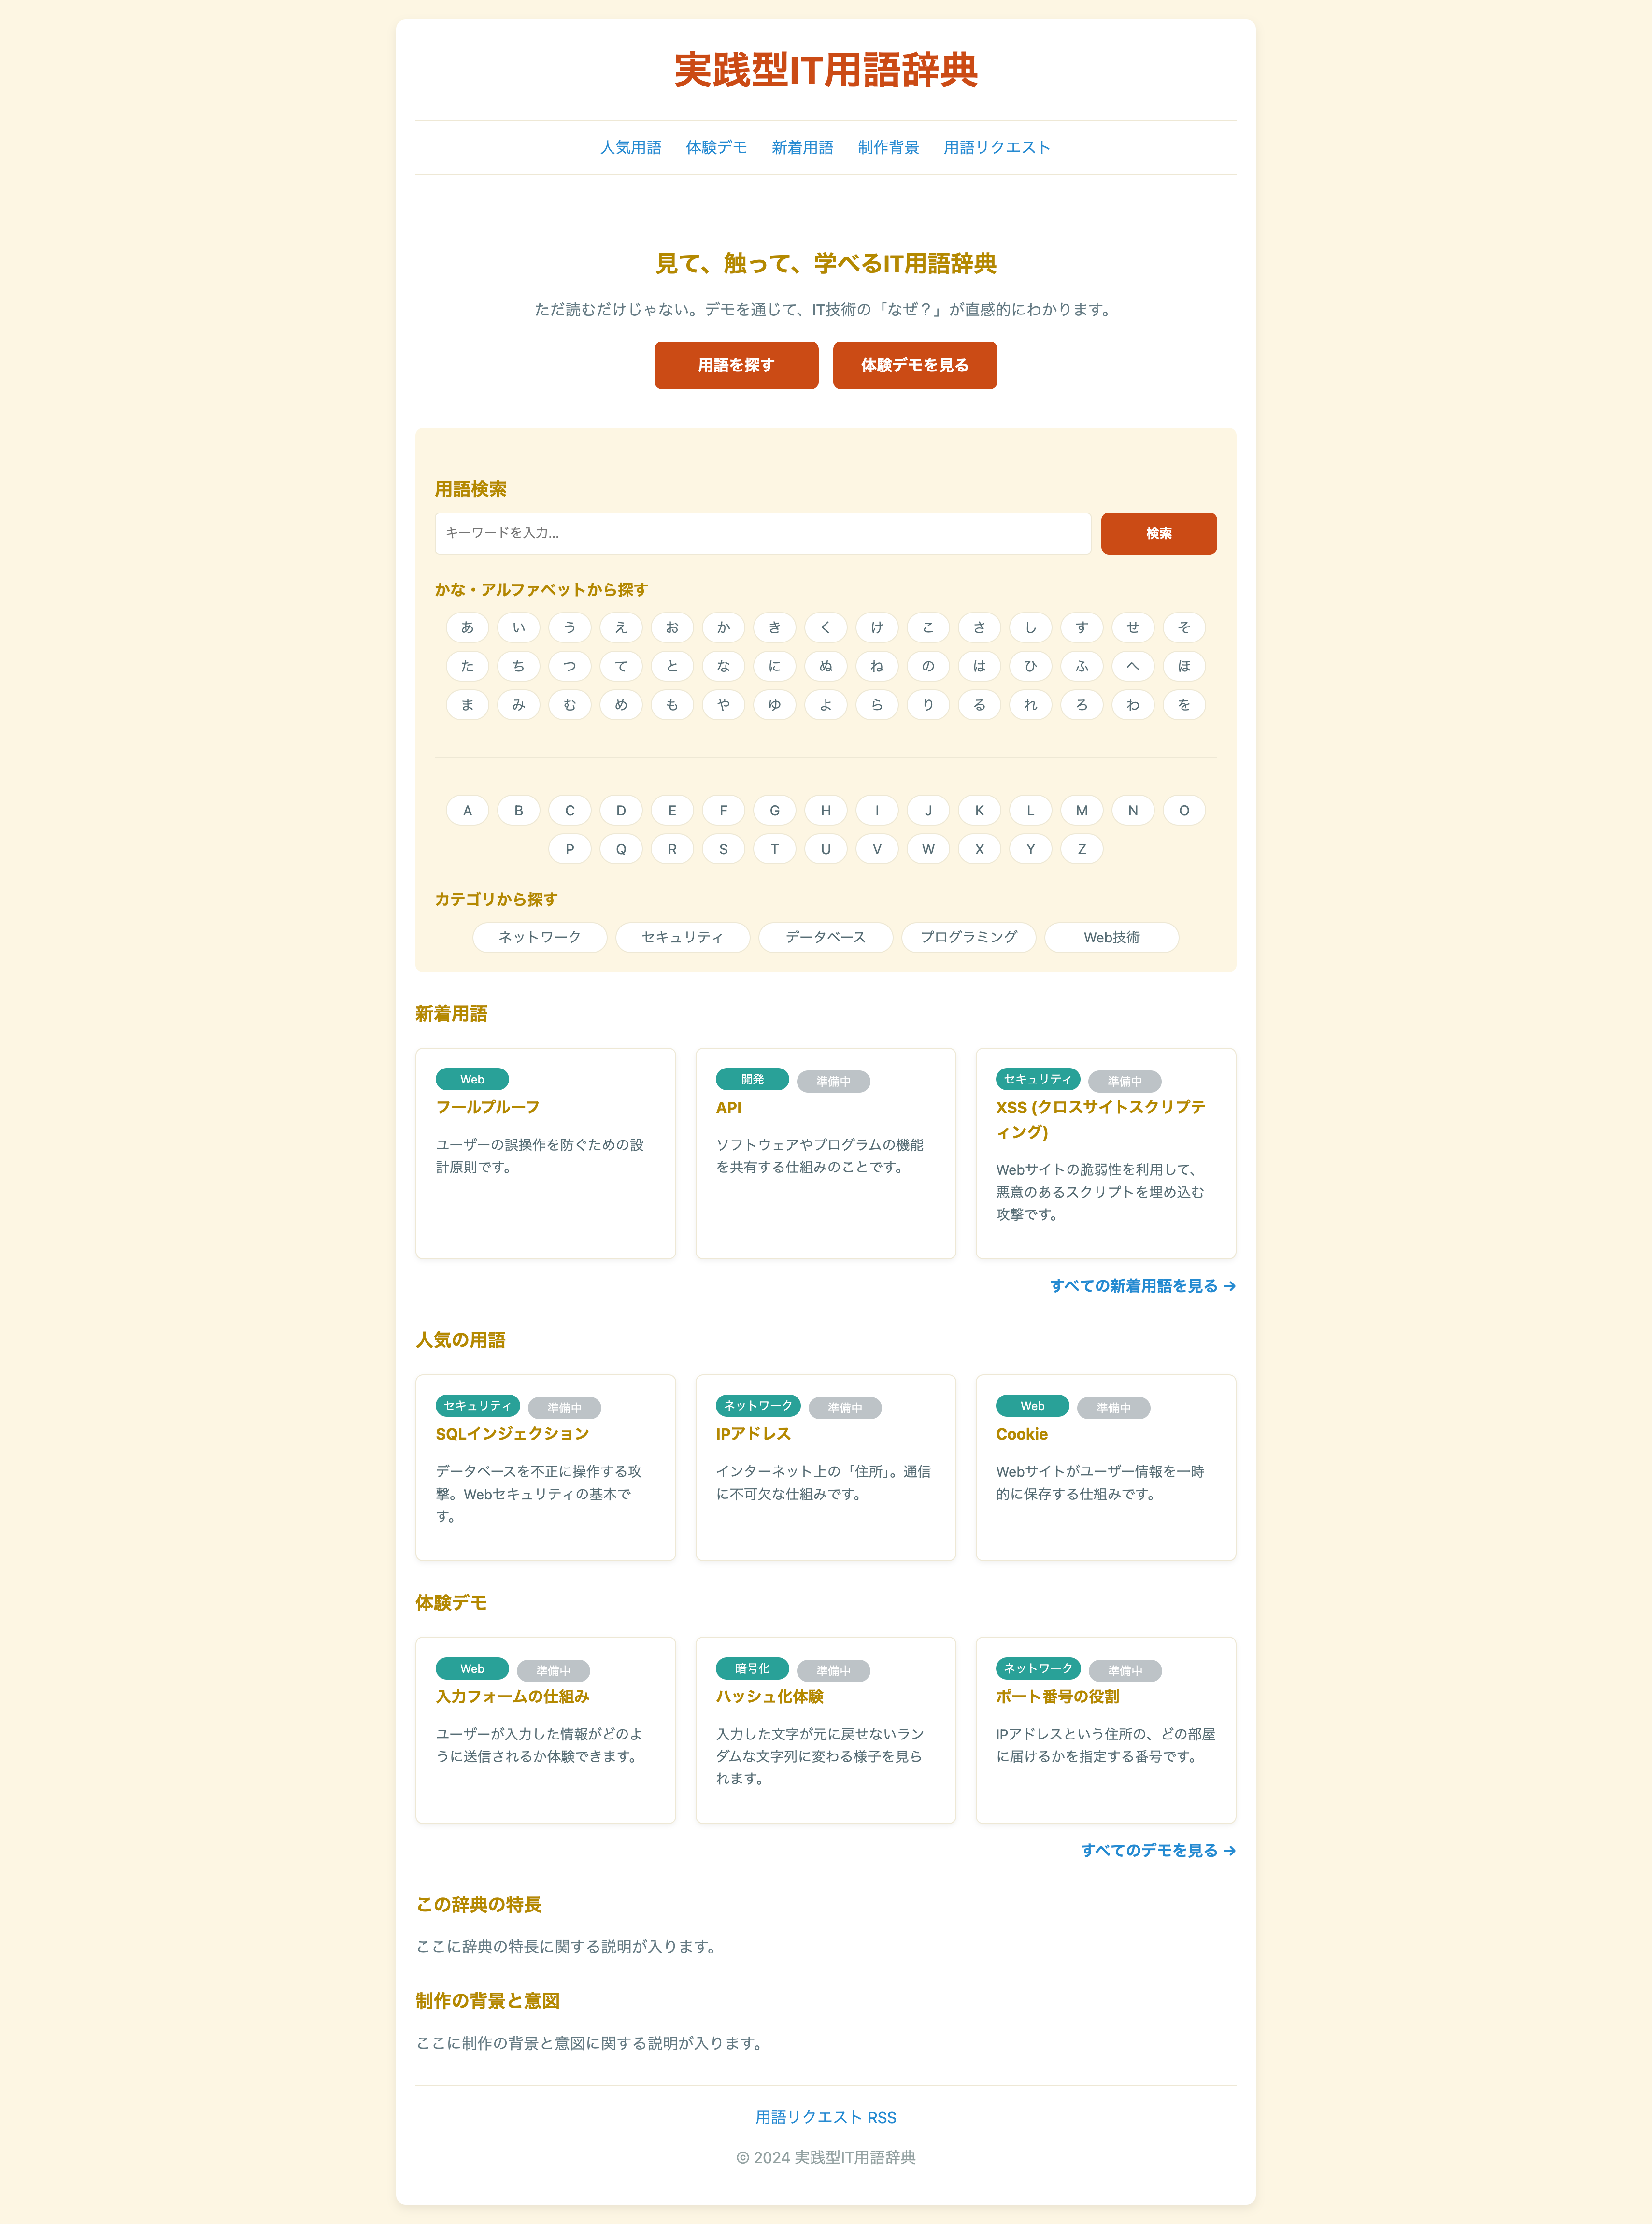 実践型IT用語辞典
人気用語 体験デモ 新着用語 制作背景 用語リクエスト
見て、触って、学べるIT用語辞典
ただ読むだけじゃない。デモを通じて、IT技術の「なぜ？」が直感的にわかります。
用語を探す 体験デモを見る
用語検索
キーワードを入力... 検索
かな・アルファベットから探す
あ い う え お か き く け こ さ し す せ そ
た ち つ て と な に ぬ ね の は ひ ふ へ ほ
ま み む め も や ゆ よ ら り る れ ろ わ を
A B C D E F G H I J K L M N O
P Q R S T U V W X Y Z
カテゴリから探す
ネットワーク セキュリティ データベース プログラミング Web技術
新着用語
Web
フールプルーフ
ユーザーの誤操作を防ぐための設
計原則です。
開発 準備中
API
ソフトウェアやプログラムの機能
を共有する仕組みのことです。
セキュリティ 準備中
XSS (クロスサイトスクリプテ
ィング)
Webサイトの脆弱性を利用して、
悪意のあるスクリプトを埋め込む
攻撃です。
すべての新着用語を見る →
人気の用語
セキュリティ 準備中
SQLインジェクション
データベースを不正に操作する攻
撃。Webセキュリティの基本で
す。
ネットワーク 準備中
IPアドレス
インターネット上の「住所」。通信
に不可欠な仕組みです。
Web 準備中
Cookie
Webサイトがユーザー情報を一時
的に保存する仕組みです。
体験デモ
Web 準備中
入力フォームの仕組み
ユーザーが入力した情報がどのよ
うに送信されるか体験できます。
暗号化 準備中
ハッシュ化体験
入力した文字が元に戻せないラン
ダムな文字列に変わる様子を見ら
れます。
ネットワーク 準備中
ポート番号の役割
IPアドレスという住所の、どの部屋
に届けるかを指定する番号です。
すべてのデモを見る →
この辞典の特長
ここに辞典の特長に関する説明が入ります。
制作の背景と意図
ここに制作の背景と意図に関する説明が入ります。
用語リクエスト RSS
© 2024 実践型IT用語辞典